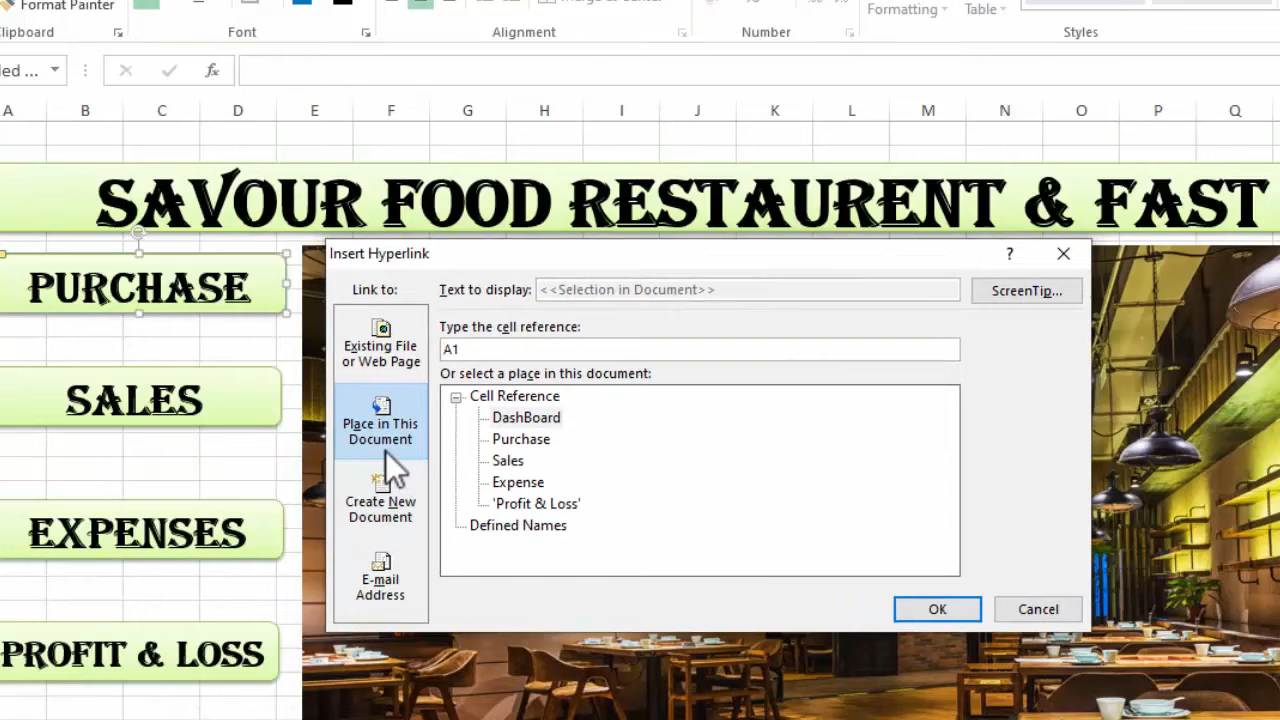 Format Painter
Formatting Table
Clipboard Font Alignment Number Styles
led ... fx
A B C D E F G H I J K L M N O P Q
SAVOUR FOOD RESTAURENT & FAST
Insert Hyperlink ?
PURCHASE
Link to: Text to display: <<Selection in Document>> ScreenTip...
Existing File
or Web Page
Type the cell reference:
A1
Or select a place in this document:
SALES
Place in This
Document
Cell Reference
DashBoard
Purchase
Sales
Expense
'Profit & Loss'
Defined Names
Create New
Document
EXPENSES
E-mail
Address
OK Cancel
PROFIT & LOSS